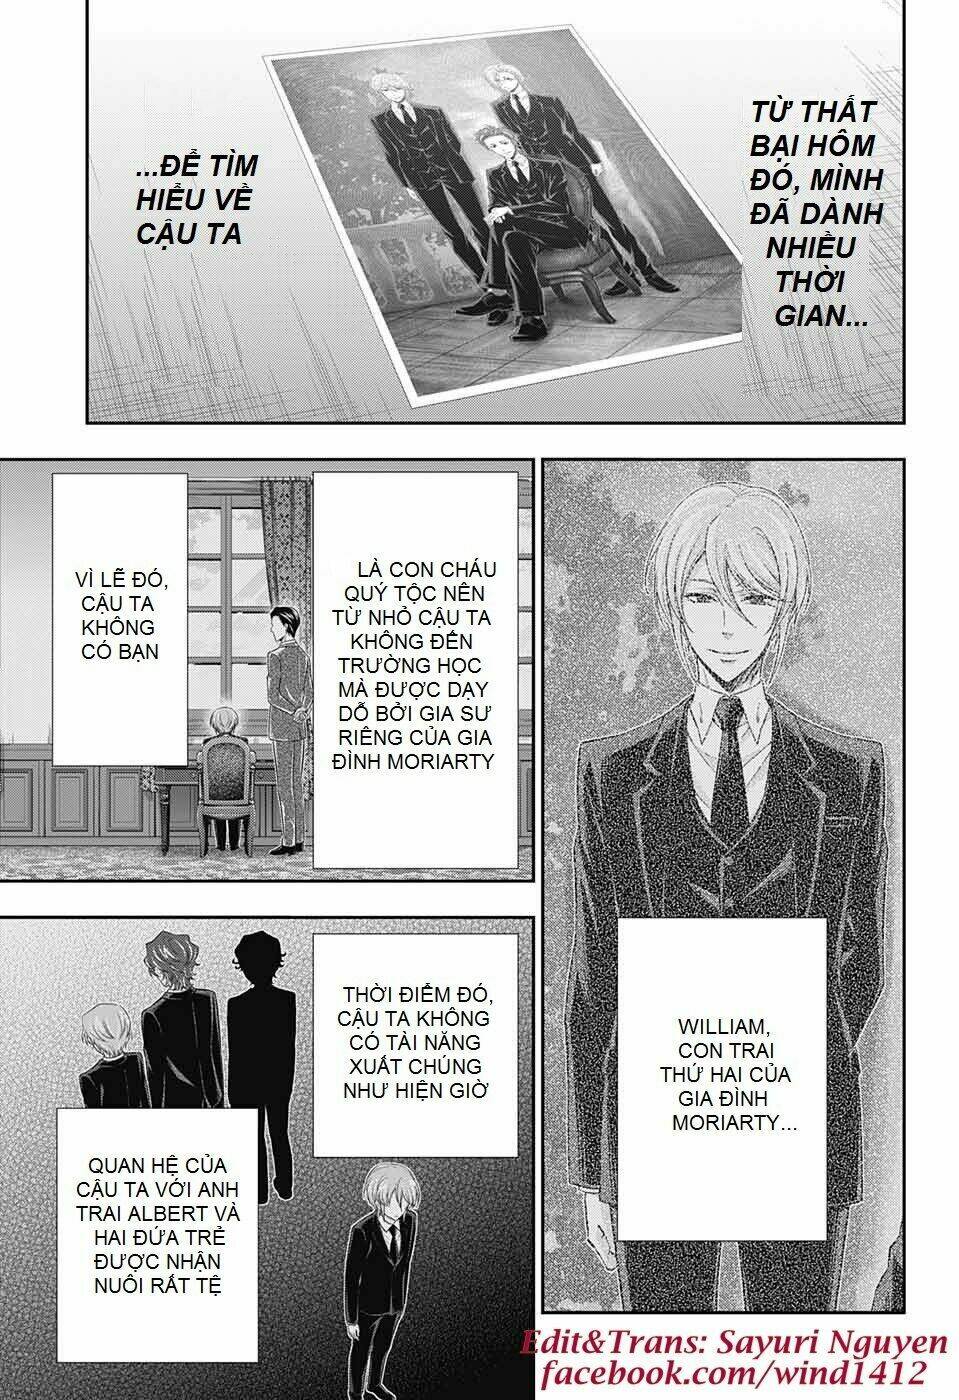 TỪ THẤT
BẠI HÔM
ĐÓ, MÌNH
ĐÃ DÀNH
NHIỀU
THỜI
GIAN...
...ĐỂ TÌM
HIỂU VỀ
CẬU TA
WILLIAM,
CON TRAI
THỨ HAI CỦA
GIA ĐÌNH
MORIARTY...
LÀ CON CHÁU
QUÝ TỘC NÊN
TỪ NHỎ CẬU TA
KHÔNG ĐẾN
TRƯỜNG HỌC
MÀ ĐƯỢC DẠY
DỖ BỞI GIA SƯ
RIÊNG CỦA GIA
ĐÌNH MORIARTY
VÌ LẼ ĐÓ,
CẬU TA
KHÔNG
CÓ BẠN
THỜI ĐIỂM ĐÓ,
CẬU TA KHÔNG
CÓ TÀI NĂNG
XUẤT CHÚNG
NHƯ HIỆN GIỜ
QUAN HỆ CỦA
CẬU TA VỚI ANH
TRAI ALBERT VÀ
HAI ĐỨA TRẺ
ĐƯỢC NHẬN
NUÔI RẤT TỆ
Edit&Trans: Sayuri Nguyen
facebook.com/wind1412